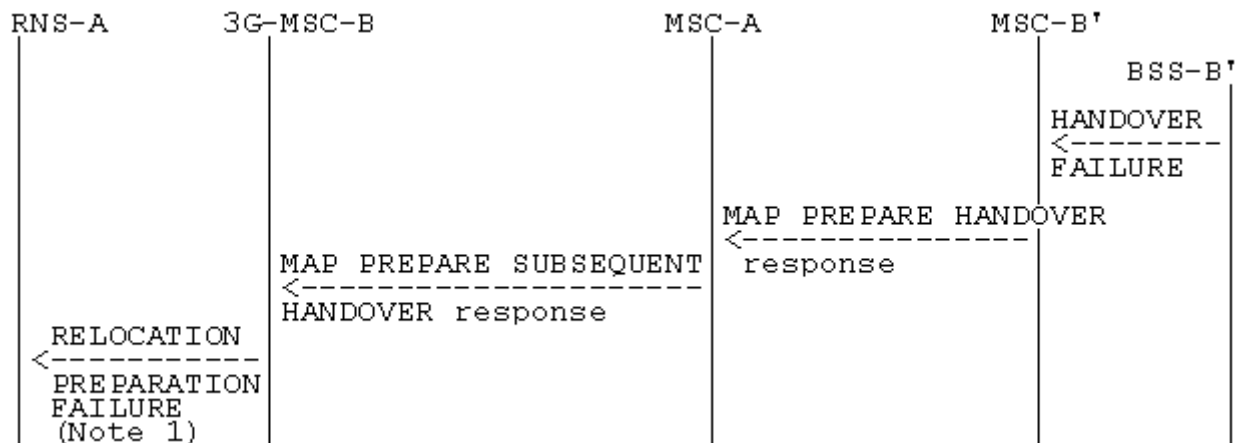 RNS-A 3G-MSC-B MSC-A MSC-B'
BSS-B'
HANDOVER
<--------
FAILURE
MAP PREPARE HANDOVER
<---------------
response
MAP PREPARE SUBSEQUENT
<---------------------
HANDOVER response
RELOCATION
<-----------
PREPARATION
FAILURE
(Note 1)